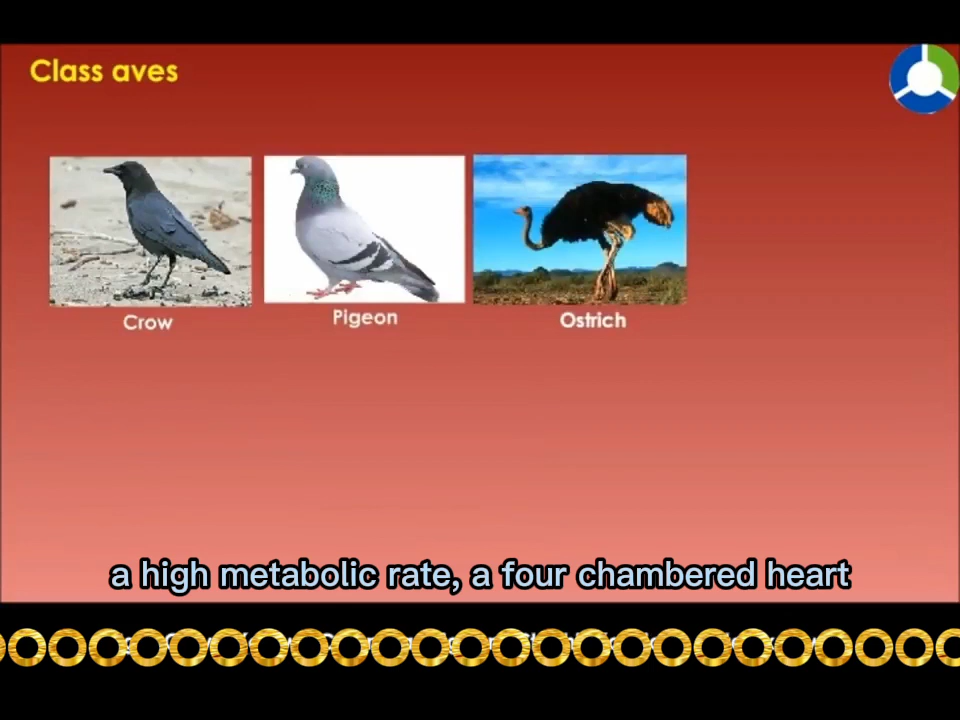 Class aves
Crow
Pigeon
Ostrich
a high metabolic rate, a four chambered heart